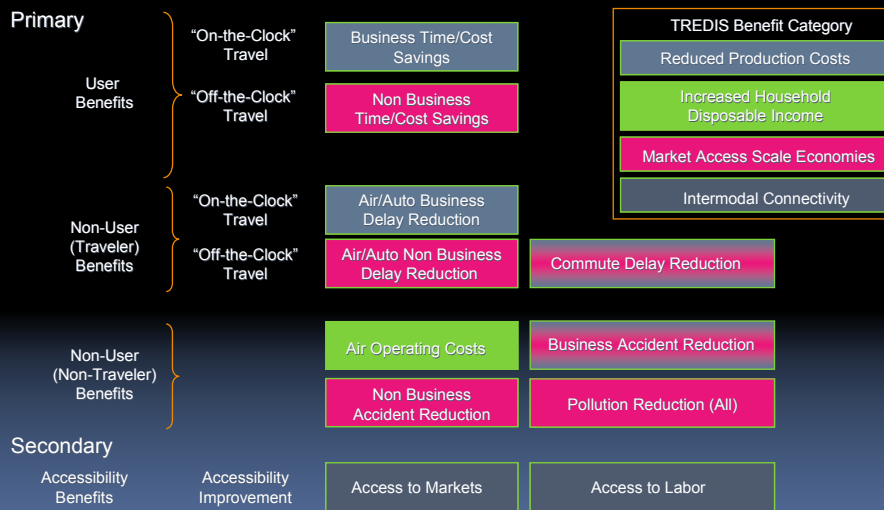 Primary
"On-the-Clock"
Travel
Business Time/Cost
Savings
User
Benefits
"Off-the-Clock"
Travel
Non Business
Time/Cost Savings
TREDIS Benefit Category
Reduced Production Costs
Increased Household
Disposable Income
Market Access Scale Economies
Intermodal Connectivity
Non-User
(Traveler)
Benefits
"On-the-Clock"
Travel
Air/Auto Business
Delay Reduction
"Off-the-Clock"
Travel
Air/Auto Non Business
Delay Reduction
Commute Delay Reduction
Non-User
(Non-Traveler)
Benefits
Air Operating Costs
Business Accident Reduction
Non Business
Accident Reduction
Pollution Reduction (All)
Secondary
Accessibility
Benefits
Accessibility
Improvement
Access to Markets
Access to Labor